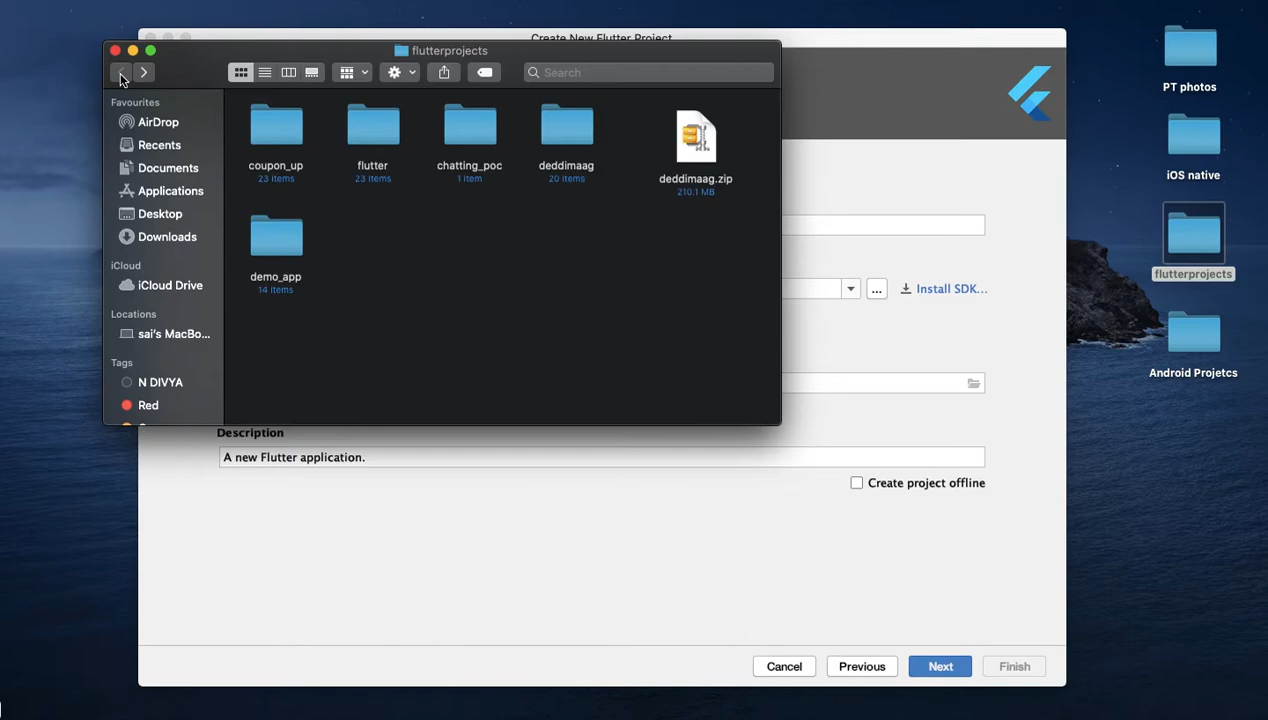 Create New Flutter Project
flutterprojects
Search
Favourites
AirDrop
Recents
Documents
Applications
Desktop
Downloads
iCloud
iCloud Drive
Locations
sai's MacBo...
Tags
N DIVYA
Red
coupon_up
23 items
flutter
23 items
chatting_poc
1 item
deddimaag
20 items
deddimaag.zip
210.1 MB
demo_app
14 items
...
Install SDK...
Description
A new Flutter application.
Create project offline
Cancel
Previous
Next
Finish
PT photos
iOS native
flutterprojects
Android Projetcs